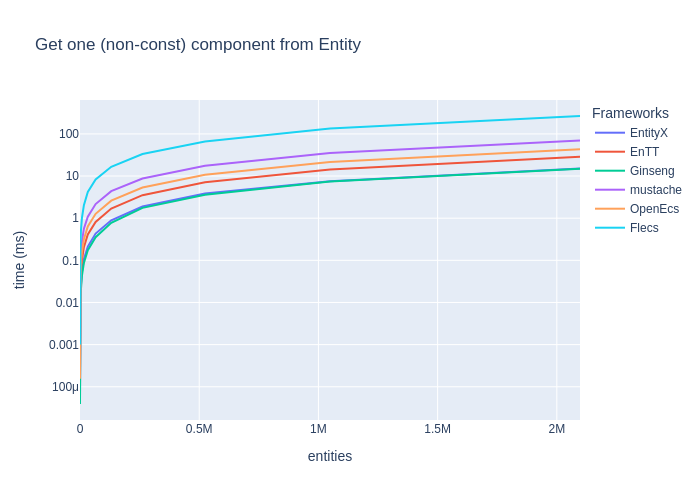 Get one (non-const) component from Entity
Frameworks
EntityX
EnTT
Ginseng
mustache
OpenEcs
Flecs
time (ms)
100
10
1
0.1
0.01
0.001
100μ
0
0.5M
1M
1.5M
2M
entities